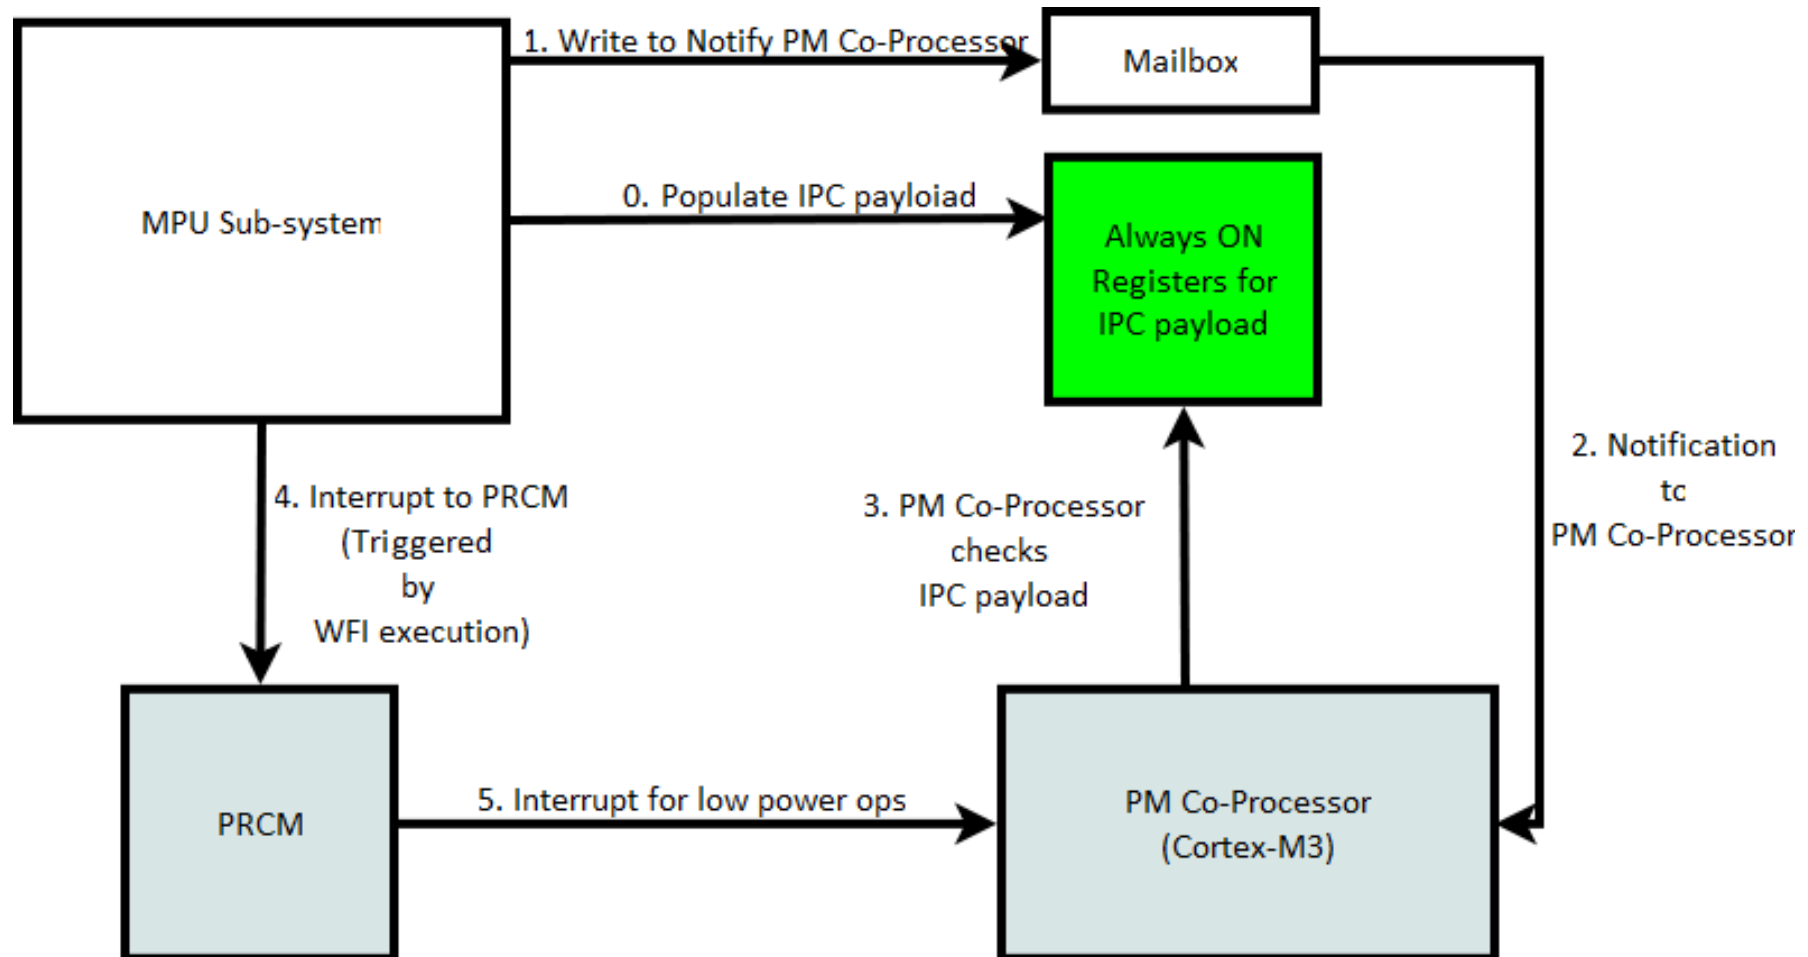 1. Write to Notify PM Co-Processor
Mailbox
MPU Sub-system
0. Populate IPC payloiad
Always ON
Registers for
IPC payload
2. Notification
to
PM Co-Processor
4. Interrupt to PRCM
(Triggered
by
WFI execution)
3. PM Co-Processor
checks
IPC payload
PRCM
5. Interrupt for low power ops
PM Co-Processor
(Cortex-M3)